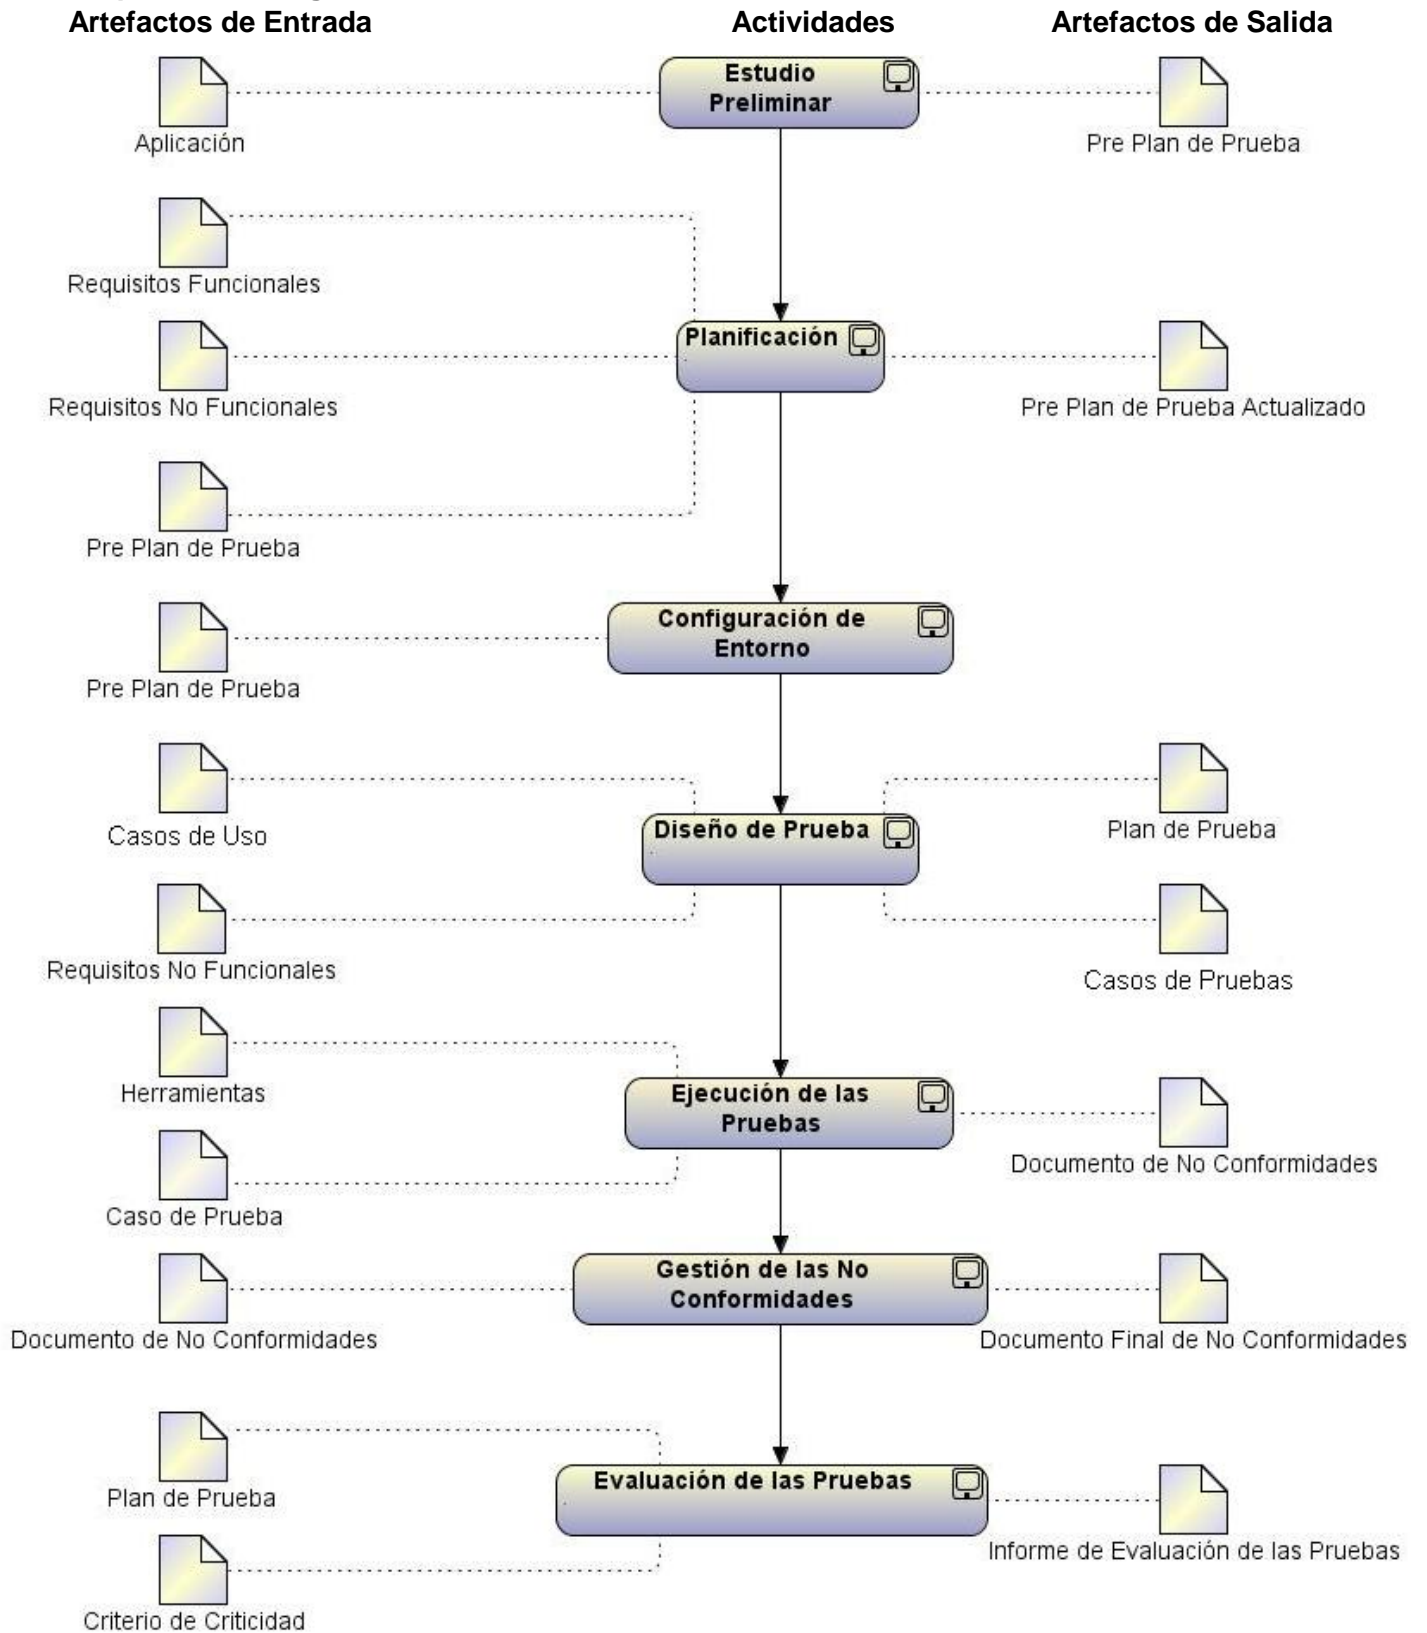 Artefactos de Entrada
Actividades
Artefactos de Salida
Estudio
Preliminar
Aplicación
Pre Plan de Prueba
Requisitos Funcionales
Planificación
Requisitos No Funcionales
Pre Plan de Prueba Actualizado
Pre Plan de Prueba
Configuración de
Entorno
Pre Plan de Prueba
Casos de Uso
Diseño de Prueba
Plan de Prueba
Requisitos No Funcionales
Casos de Pruebas
Herramientas
Ejecución de las
Pruebas
Documento de No Conformidades
Caso de Prueba
Gestión de las No
Conformidades
Documento de No Conformidades
Documento Final de No Conformidades
Plan de Prueba
Evaluación de las Pruebas
Informe de Evaluación de las Pruebas
Criterio de Criticidad